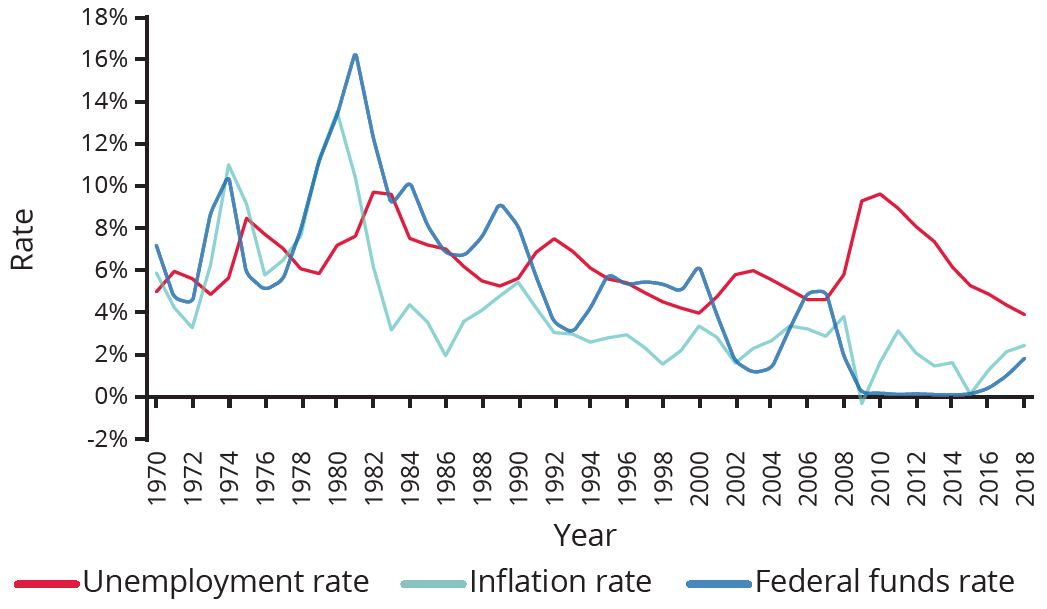 18%
16%
14%
12%
10%
8%
6%
4%
2%
0%
-2%
Rate
1970 1972 1974 1976 1978 1980 1982 1984 1986 1988 1990 1992 1994 1996 1998 2000 2002 2004 2006 2008 2010 2012 2014 2016 2018
Year
Unemployment rate Inflation rate Federal funds rate